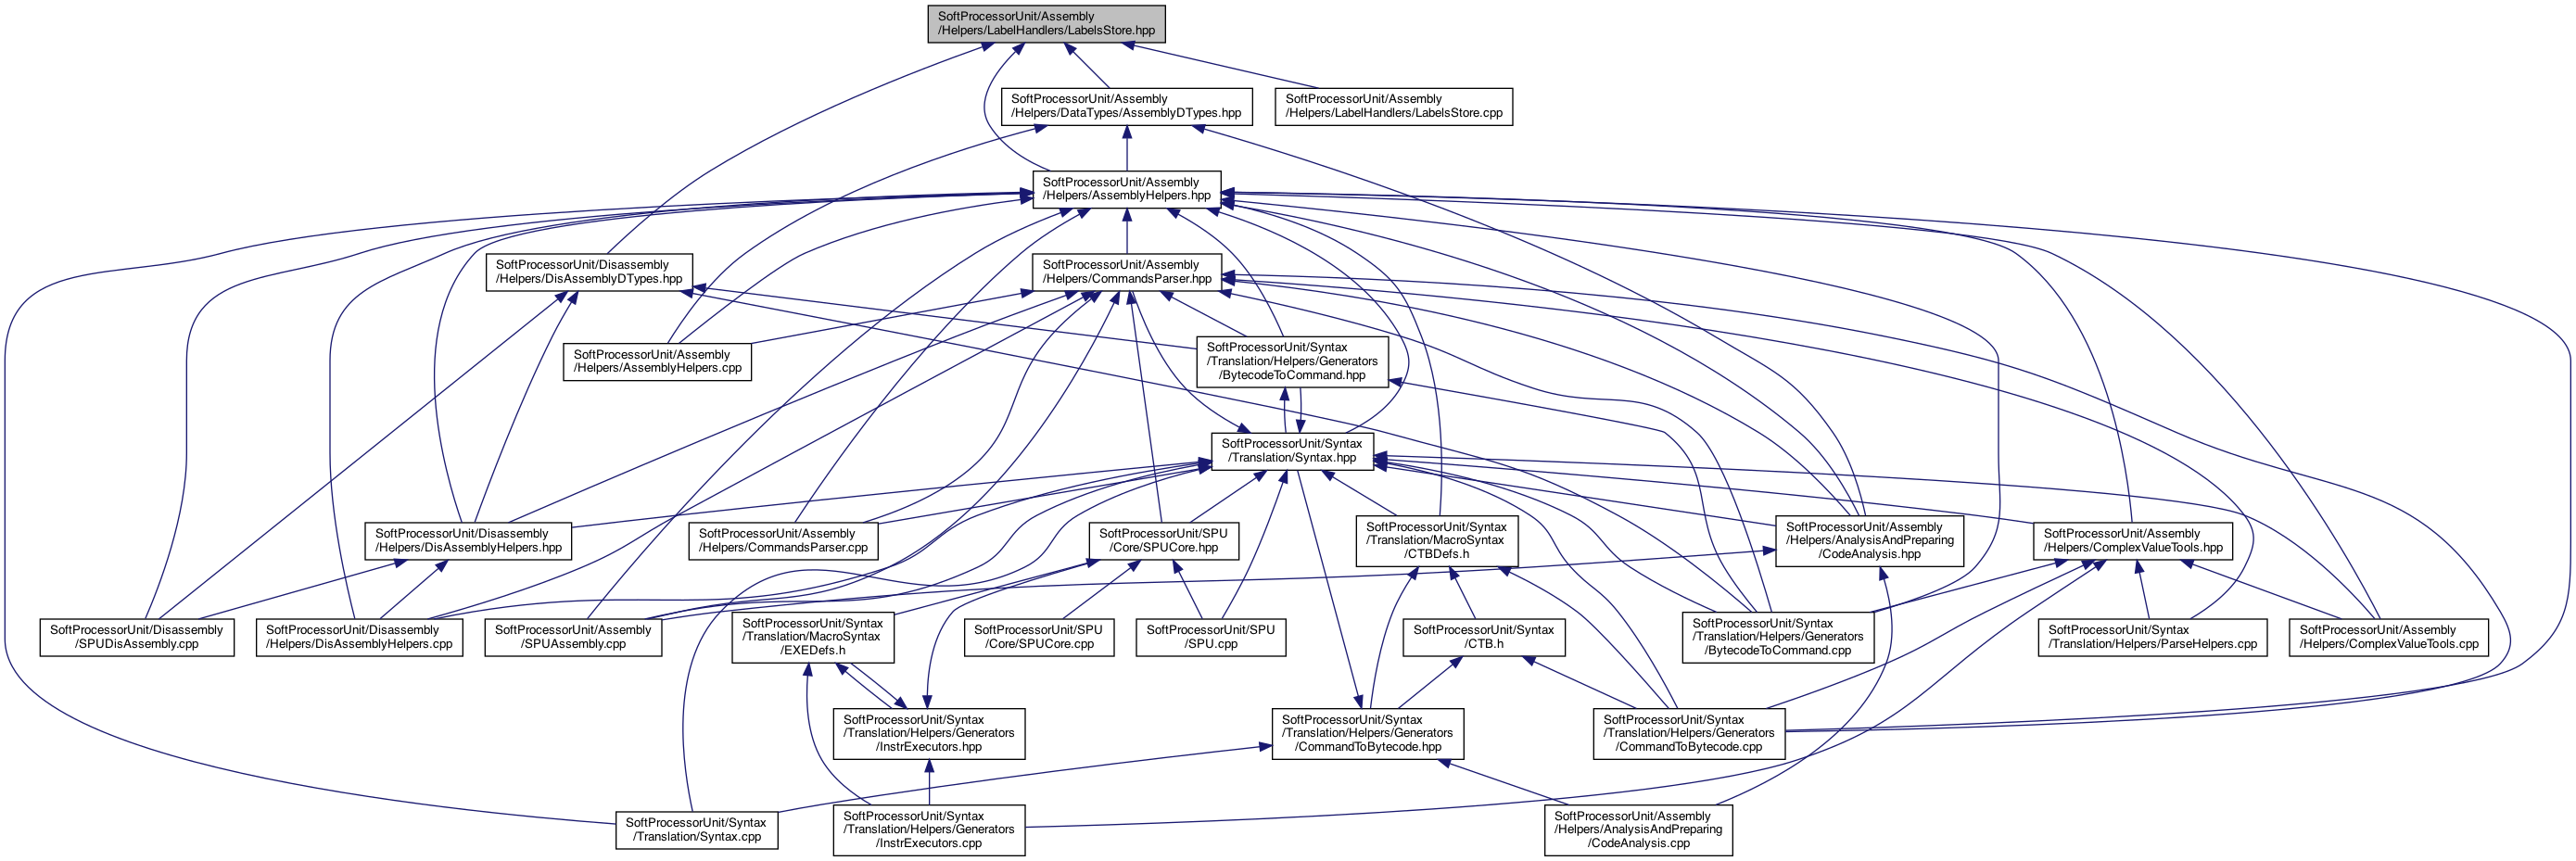 SoftProcessorUnit/Assembly
/Helpers/LabelHandlers/LabelsStore.hpp
SoftProcessorUnit/Assembly
/Helpers/DataTypes/AssemblyDTypes.hpp
SoftProcessorUnit/Assembly
/Helpers/LabelHandlers/LabelsStore.cpp
SoftProcessorUnit/Assembly
/Helpers/AssemblyHelpers.hpp
SoftProcessorUnit/Disassembly
/Helpers/DisAssemblyDTypes.hpp
SoftProcessorUnit/Assembly
/Helpers/CommandsParser.hpp
SoftProcessorUnit/Assembly
/Helpers/AssemblyHelpers.cpp
SoftProcessorUnit/Syntax
/Translation/Helpers/Generators
/BytecodeToCommand.hpp
SoftProcessorUnit/Syntax
/Translation/Syntax.hpp
SoftProcessorUnit/Disassembly
/Helpers/DisAssemblyHelpers.hpp
SoftProcessorUnit/Assembly
/Helpers/CommandsParser.cpp
SoftProcessorUnit/SPU
/Core/SPUCore.hpp
SoftProcessorUnit/Syntax
/Translation/MacroSyntax
/CTBDefs.h
SoftProcessorUnit/Assembly
/Helpers/AnalysisAndPreparing
/CodeAnalysis.hpp
SoftProcessorUnit/Assembly
/Helpers/ComplexValueTools.hpp
SoftProcessorUnit/Disassembly
/SPUDisAssembly.cpp
SoftProcessorUnit/Disassembly
/Helpers/DisAssemblyHelpers.cpp
SoftProcessorUnit/Assembly
/SPUAssembly.cpp
SoftProcessorUnit/Syntax
/Translation/MacroSyntax
/EXEDefs.h
SoftProcessorUnit/SPU
/Core/SPUCore.cpp
SoftProcessorUnit/SPU
/SPU.cpp
SoftProcessorUnit/Syntax
/CTB.h
SoftProcessorUnit/Syntax
/Translation/Helpers/Generators
/BytecodeToCommand.cpp
SoftProcessorUnit/Syntax
/Translation/Helpers/ParseHelpers.cpp
SoftProcessorUnit/Assembly
/Helpers/ComplexValueTools.cpp
SoftProcessorUnit/Syntax
/Translation/Helpers/Generators
/InstrExecutors.hpp
SoftProcessorUnit/Syntax
/Translation/Helpers/Generators
/CommandToBytecode.hpp
SoftProcessorUnit/Syntax
/Translation/Helpers/Generators
/CommandToBytecode.cpp
SoftProcessorUnit/Syntax
/Translation/Syntax.cpp
SoftProcessorUnit/Syntax
/Translation/Helpers/Generators
/InstrExecutors.cpp
SoftProcessorUnit/Assembly
/Helpers/AnalysisAndPreparing
/CodeAnalysis.cpp